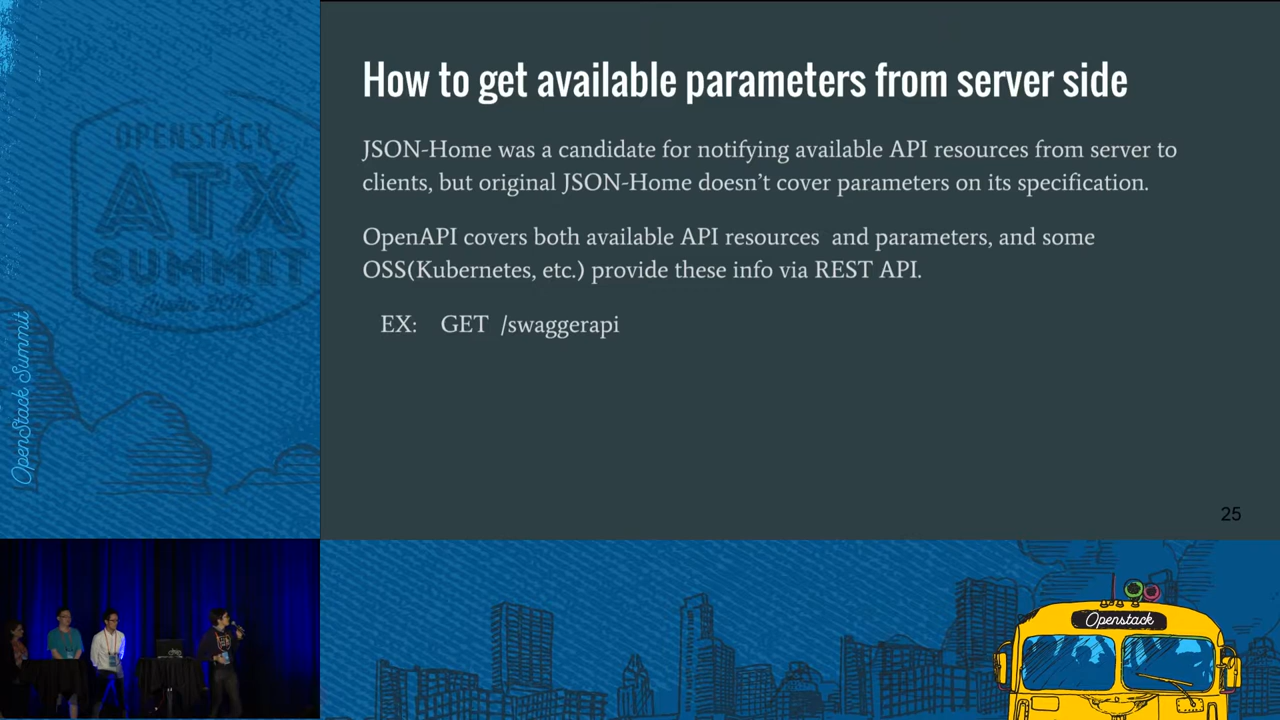 How to get available parameters from server side
JSON-Home was a candidate for notifying available API resources from server to
clients, but original JSON-Home doesn’t cover parameters on its specification.
OpenAPI covers both available API resources  and parameters, and some
OSS(Kubernetes, etc.) provide these info via REST API.
EX:    GET  /swaggerapi
25
OPENSTACK
ATX
SUMMIT
Austin 2016
OpenStack Summit
Openstack